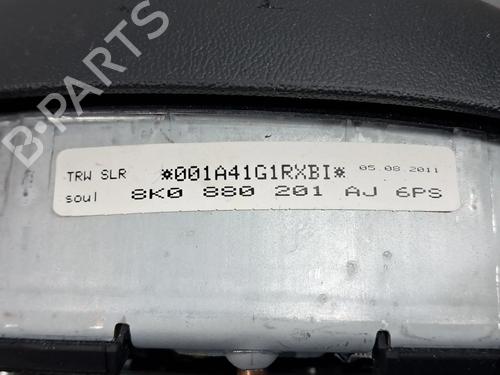 B-PARTS
TRW SLR *001A41G1RXBI* 05.08.2011
soul 8K0 880 201 AJ 6PS